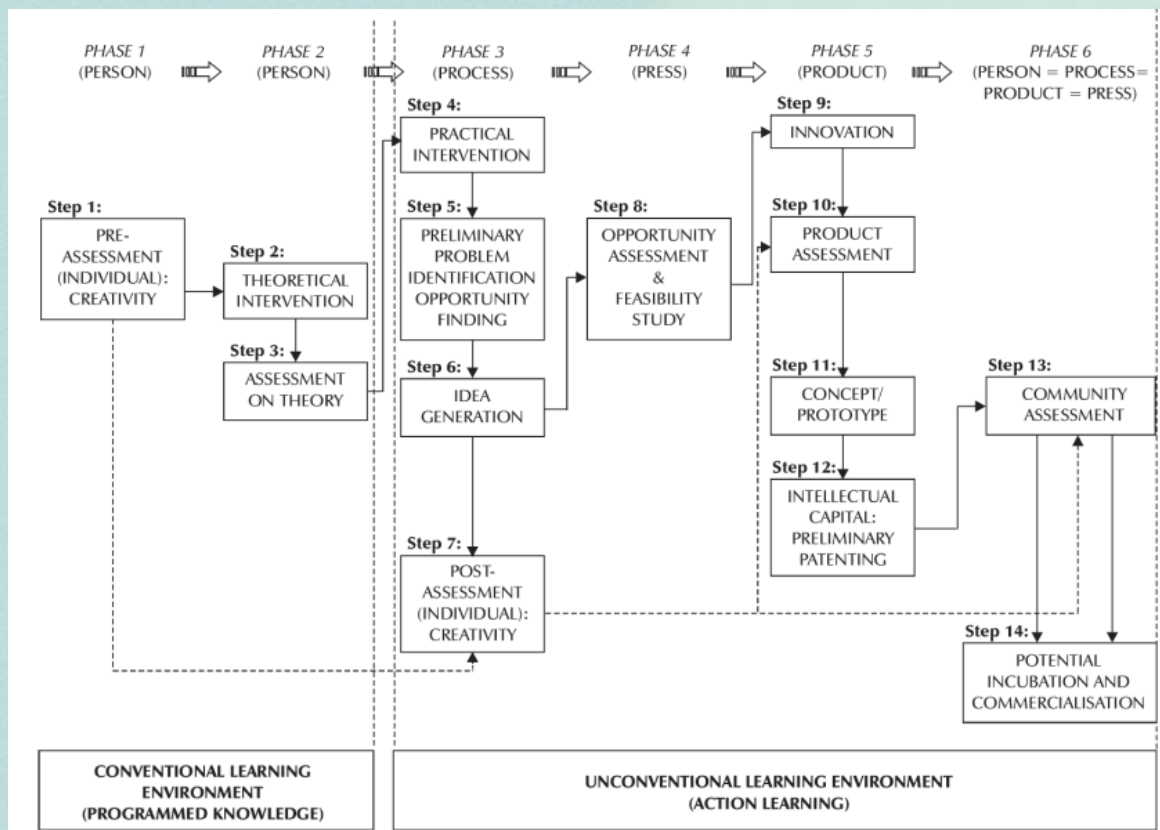 PHASE 1
(PERSON)
PHASE 2
(PERSON)
PHASE 3
(PROCESS)
PHASE 4
(PRESS)
PHASE 5
(PRODUCT)
PHASE 6
(PERSON = PROCESS=
PRODUCT = PRESS)
Step 1:
PRE-
ASSESSMENT
(INDIVIDUAL):
CREATIVITY
Step 2:
THEORETICAL
INTERVENTION
Step 3:
ASSESSMENT
ON THEORY
Step 4:
PRACTICAL
INTERVENTION
Step 5:
PRELIMINARY
PROBLEM
IDENTIFICATION
OPPORTUNITY
FINDING
Step 6:
IDEA
GENERATION
Step 7:
POST-
ASSESSMENT
(INDIVIDUAL):
CREATIVITY
Step 8:
OPPORTUNITY
ASSESSMENT
&
FEASIBILITY
STUDY
Step 9:
INNOVATION
Step 10:
PRODUCT
ASSESSMENT
Step 11:
CONCEPT/
PROTOTYPE
Step 12:
INTELLECTUAL
CAPITAL:
PRELIMINARY
PATENTING
Step 13:
COMMUNITY
ASSESSMENT
Step 14:
POTENTIAL
INCUBATION AND
COMMERCIALISATION
CONVENTIONAL LEARNING
ENVIRONMENT
(PROGRAMMED KNOWLEDGE)
UNCONVENTIONAL LEARNING ENVIRONMENT
(ACTION LEARNING)